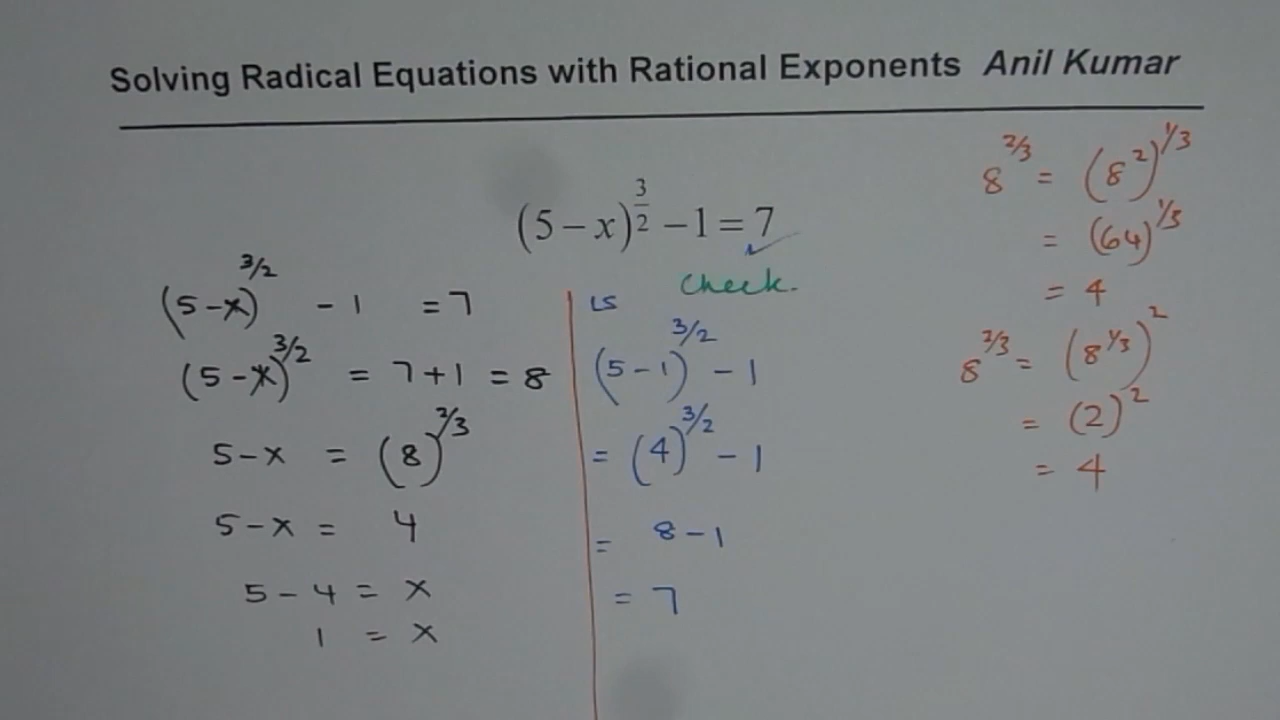 Solving Radical Equations with Rational Exponents Anil Kumar
(5-x)^(3/2) - 1 = 7
(5-x)^(3/2) - 1 = 7
(5-x)^(3/2) = 7+1 = 8
5-x = (8)^(2/3)
5-x = 4
5-4 = x
1 = x
Check.
LS
(5-1)^(3/2) - 1
= (4)^(3/2) - 1
= 8-1
= 7
8^(2/3) = (8^2)^(1/3)
= (64)^(1/3)
= 4
8^(2/3) = (8^(1/3))^2
= (2)^2
= 4